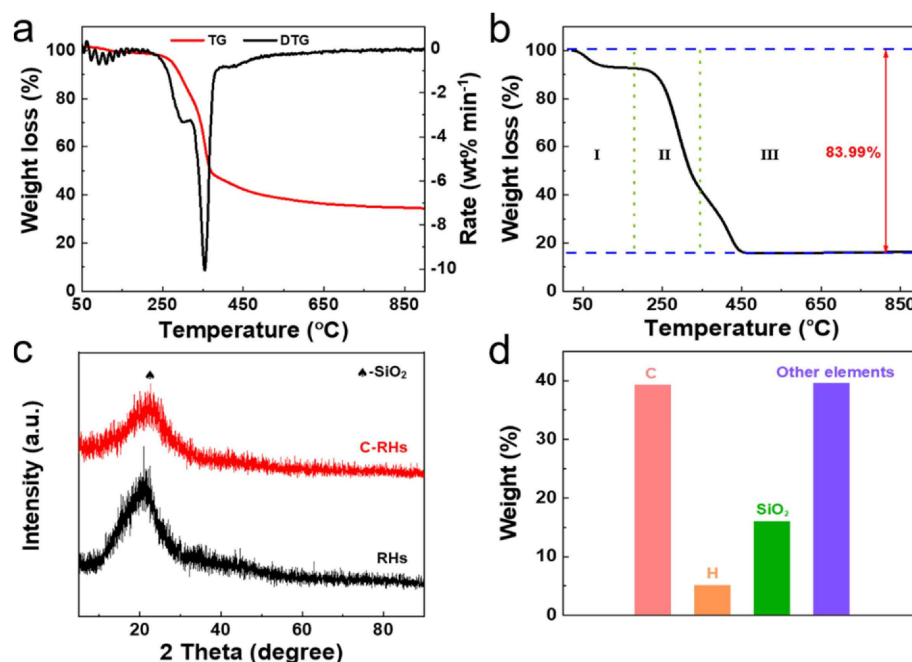 a
TG
DTG
Weight loss (%)
100
80
60
40
20
0
0
-2
-4
-6
-8
-10
Rate (wt% min⁻¹)
50
250
450
650
850
Temperature (°C)
b
Weight loss (%)
100
80
60
40
20
0
I
II
III
83.99%
50
250
450
650
850
Temperature (°C)
c
Intensity (a.u.)
♠-SiO₂
C-RHs
RHs
20
40
60
80
2 Theta (degree)
d
Weight (%)
40
30
20
10
0
C
H
SiO₂
Other elements